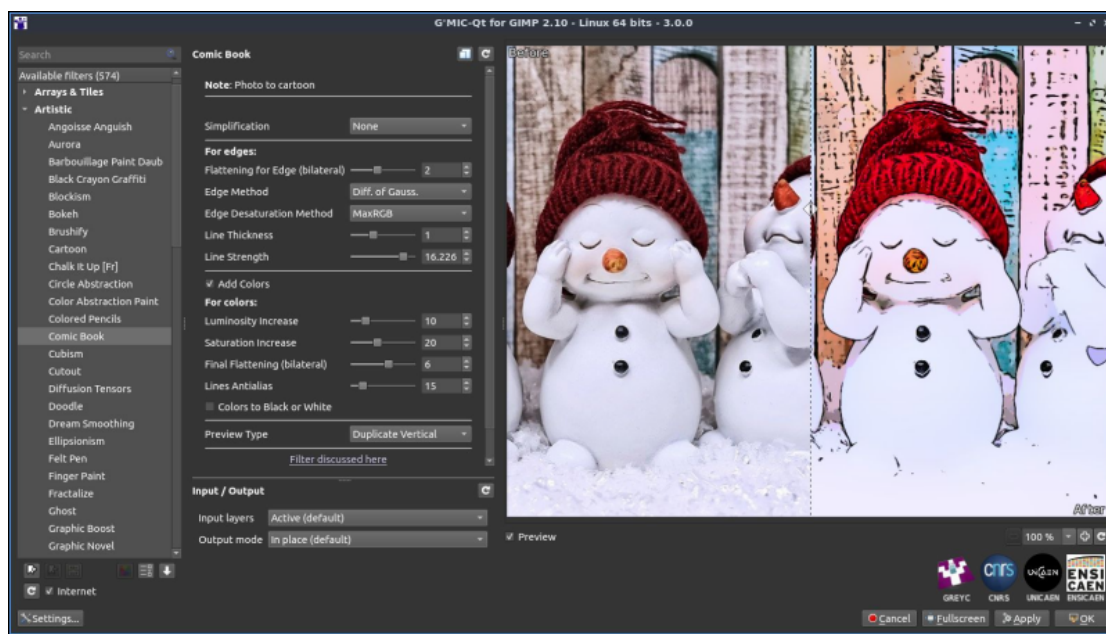 G'MIC-Qt for GIMP 2.10 - Linux 64 bits - 3.0.0
Search
Available filters (574)
Arrays & Tiles
Artistic
Angoisse Anguish
Aurora
Barbouillage Paint Daub
Black Crayon Graffiti
Blockism
Bokeh
Brushify
Cartoon
Chalk It Up [Fr]
Circle Abstraction
Color Abstraction Paint
Colored Pencils
Comic Book
Cubism
Cutout
Diffusion Tensors
Doodle
Dream Smoothing
Ellipsionism
Felt Pen
Finger Paint
Fractalize
Ghost
Graphic Boost
Graphic Novel
Internet
Settings...
Comic Book
Note: Photo to cartoon
Simplification None
For edges:
Flattening for Edge (bilateral) 2
Edge Method Diff. of Gauss.
Edge Desaturation Method MaxRGB
Line Thickness 1
Line Strength 16.226
Add Colors
For colors:
Luminosity Increase 10
Saturation Increase 20
Final Flattening (bilateral) 6
Lines Antialias 15
Colors to Black or White
Preview Type Duplicate Vertical
Filter discussed here
Input / Output
Input layers Active (default)
Output mode In place (default)
Before
After
Preview
100 %
cnrs
UNICAEN
ENSI
CAEN
GREYC CNRS UNICAEN ENSICAEN
Cancel Fullscreen Apply OK